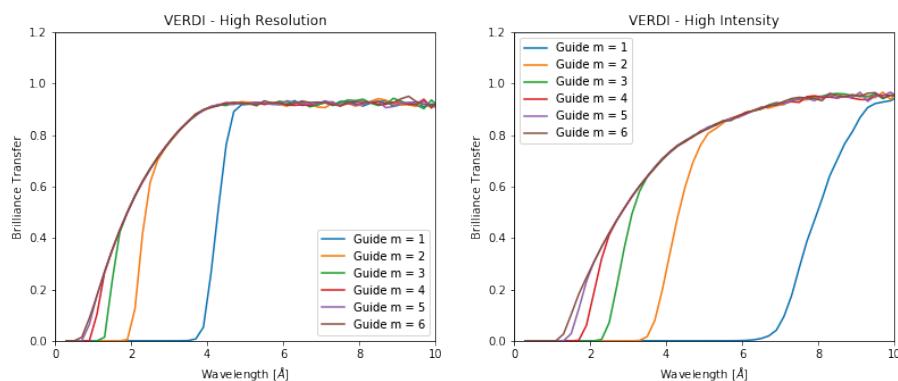 VERDI - High Resolution
1.2
1.0
0.8
0.6
0.4
0.2
0.0
Brilliance Transfer
Guide m = 1
Guide m = 2
Guide m = 3
Guide m = 4
Guide m = 5
Guide m = 6
0 2 4 6 8 10
Wavelength [Å]
VERDI - High Intensity
1.2
1.0
0.8
0.6
0.4
0.2
0.0
Brilliance Transfer
Guide m = 1
Guide m = 2
Guide m = 3
Guide m = 4
Guide m = 5
Guide m = 6
0 2 4 6 8 10
Wavelength [Å]